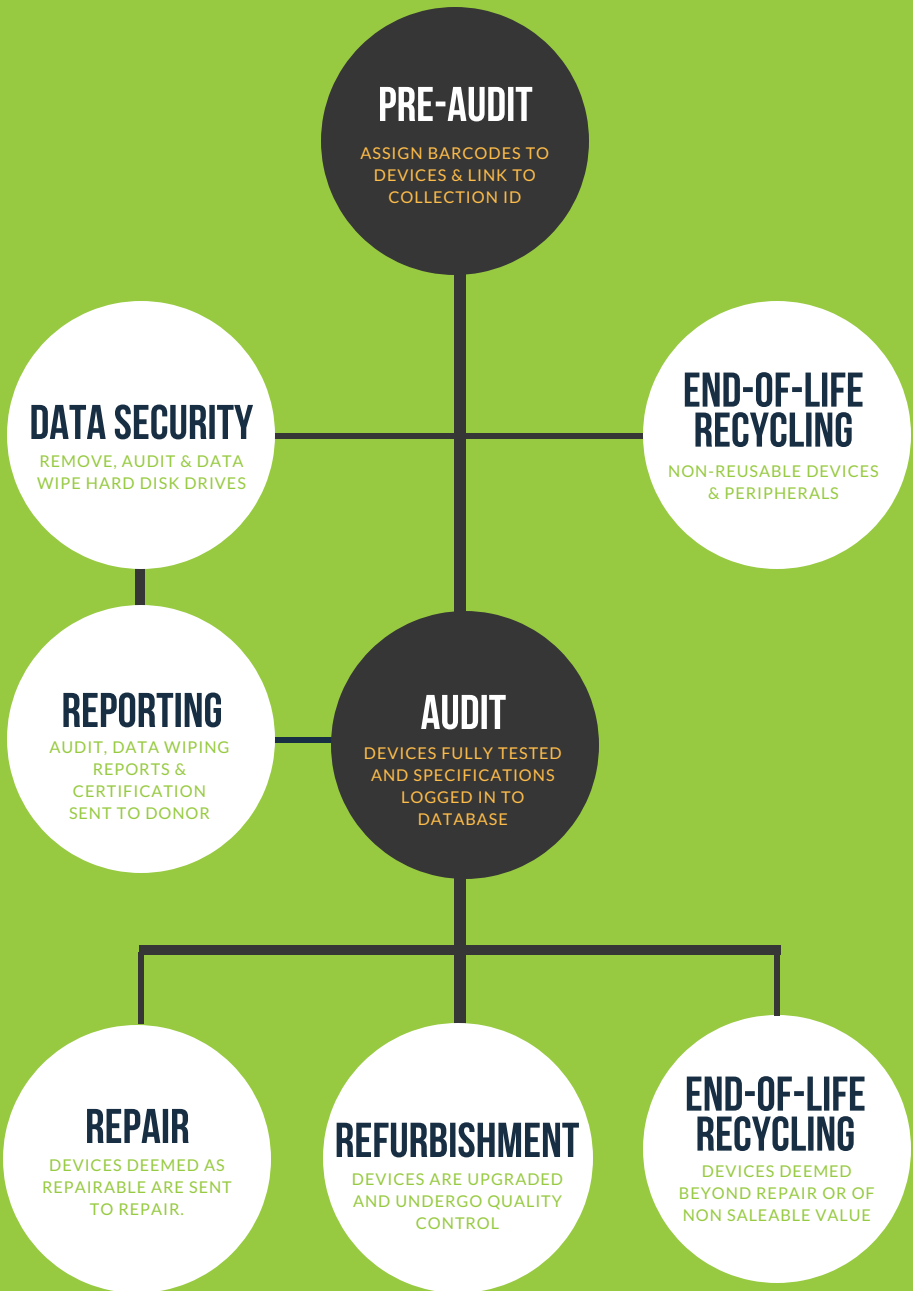 PRE-AUDIT
ASSIGN BARCODES TO
DEVICES & LINK TO
COLLECTION ID
DATA SECURITY
REMOVE, AUDIT & DATA
WIPE HARD DISK DRIVES
END-OF-LIFE
RECYCLING
NON-REUSABLE DEVICES
& PERIPHERALS
REPORTING
AUDIT, DATA WIPING
REPORTS &
CERTIFICATION
SENT TO DONOR
AUDIT
DEVICES FULLY TESTED
AND SPECIFICATIONS
LOGGED IN TO
DATABASE
REPAIR
DEVICES DEEMED AS
REPAIRABLE ARE SENT
TO REPAIR.
REFURBISHMENT
DEVICES ARE UPGRADED
AND UNDERGO QUALITY
CONTROL
END-OF-LIFE
RECYCLING
DEVICES DEEMED
BEYOND REPAIR OR OF
NON SALEABLE VALUE